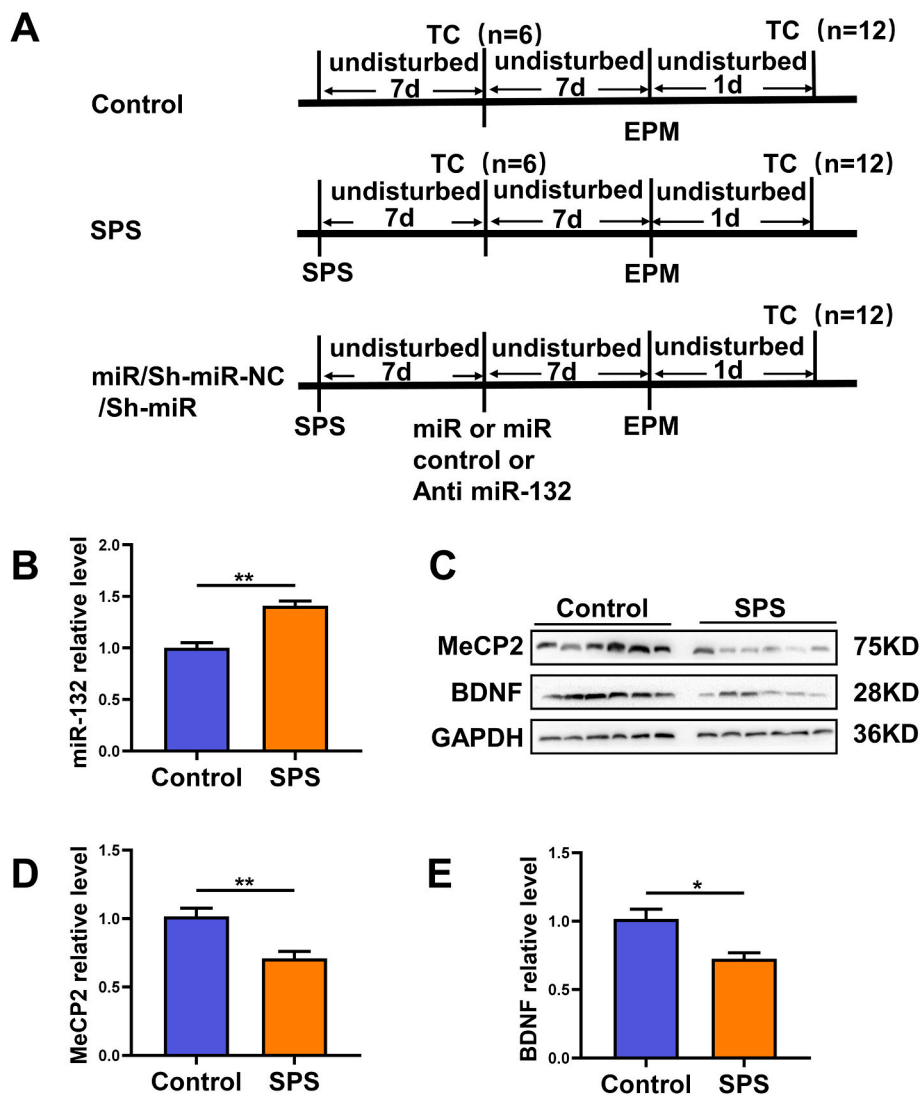 A
TC (n=6) TC (n=12)
undisturbed undisturbed undisturbed
7d 7d 1d
Control
EPM
TC (n=6) TC (n=12)
undisturbed undisturbed undisturbed
7d 7d 1d
SPS
SPS EPM
TC (n=12)
undisturbed undisturbed undisturbed
7d 7d 1d
miR/Sh-miR-NC
/Sh-miR
SPS miR or miR EPM
control or
Anti miR-132
B
miR-132 relative level
2.0
1.5
1.0
0.5
0.0
**
Control SPS
C
Control SPS
MeCP2 75KD
BDNF 28KD
GAPDH 36KD
D
MeCP2 relative level
1.5
1.0
0.5
0.0
**
Control SPS
E
BDNF relative level
1.5
1.0
0.5
0.0
*
Control SPS